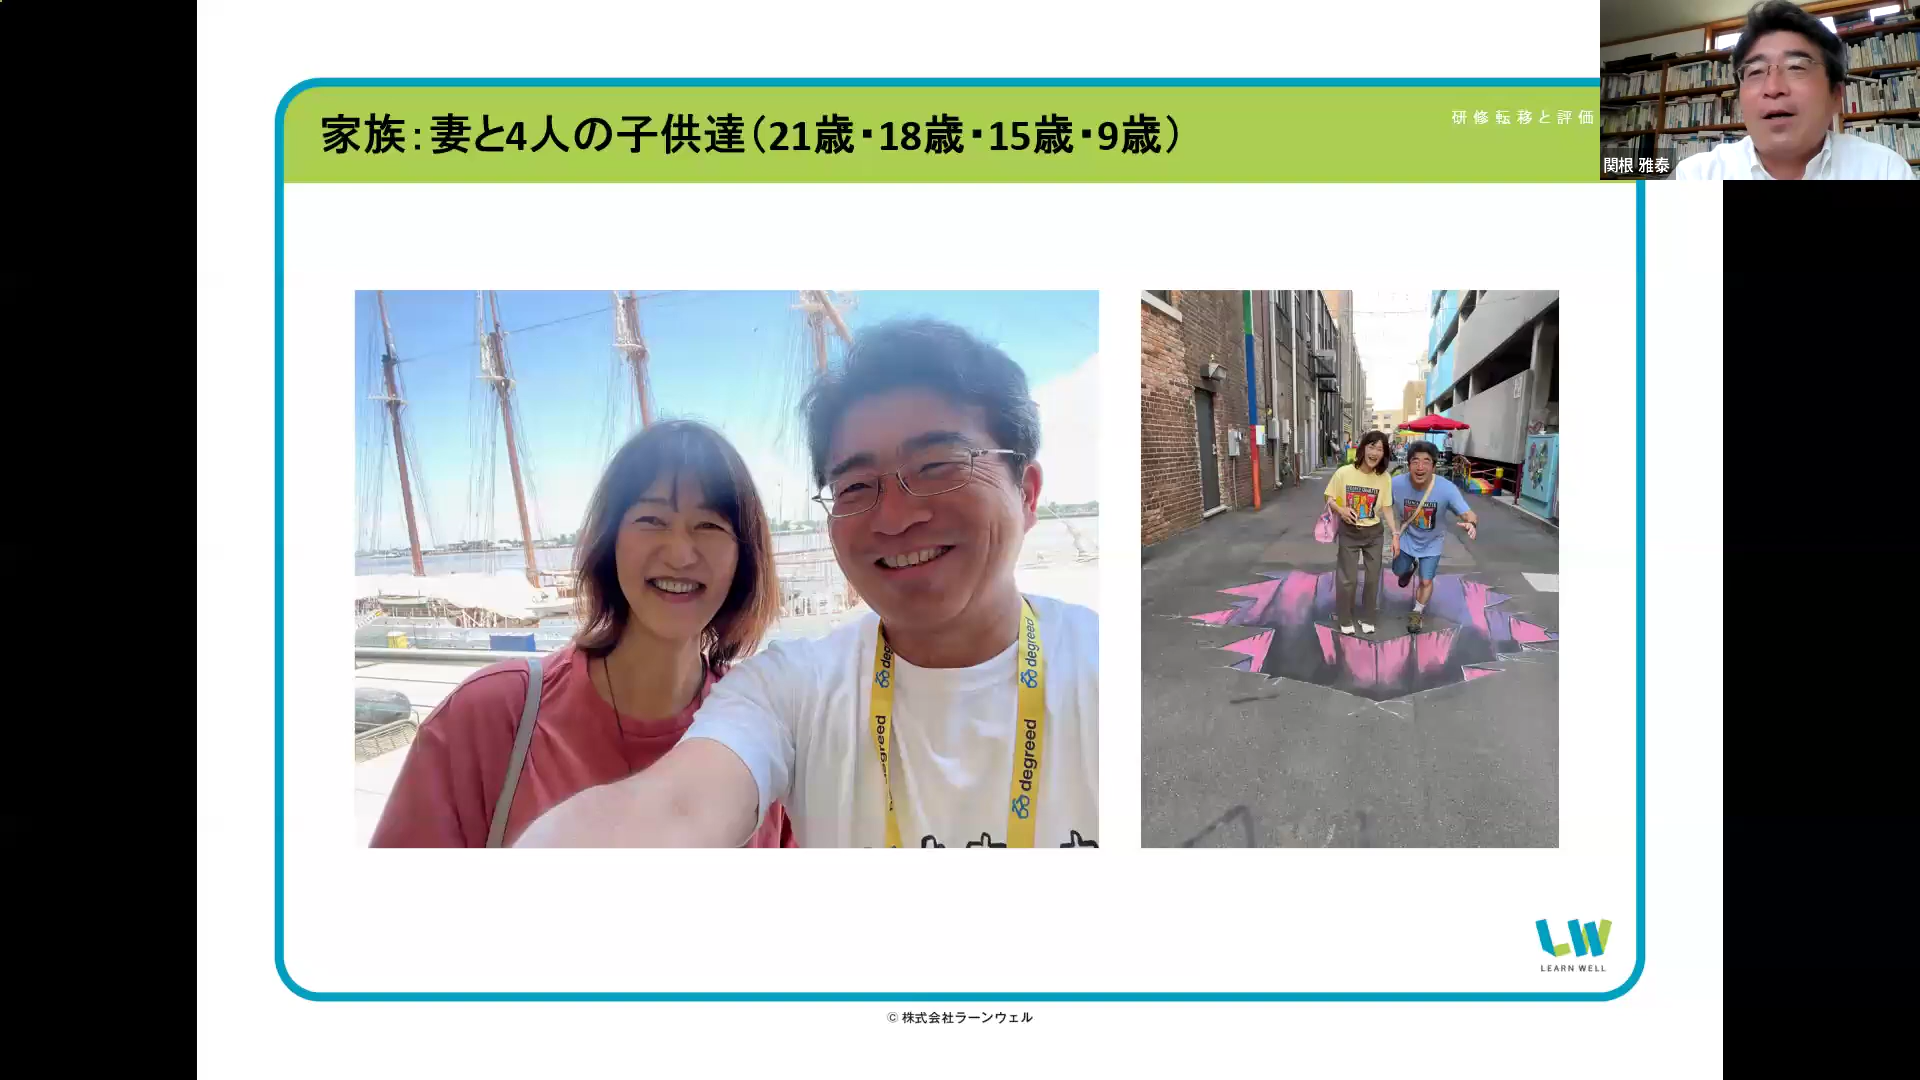 家族：妻と4人の子供達（21歳・18歳・15歳・9歳）
研修転移と評価
関根 雅泰
degreed
degreed
degreed
LW
LEARN WELL
© 株式会社ラーンウェル